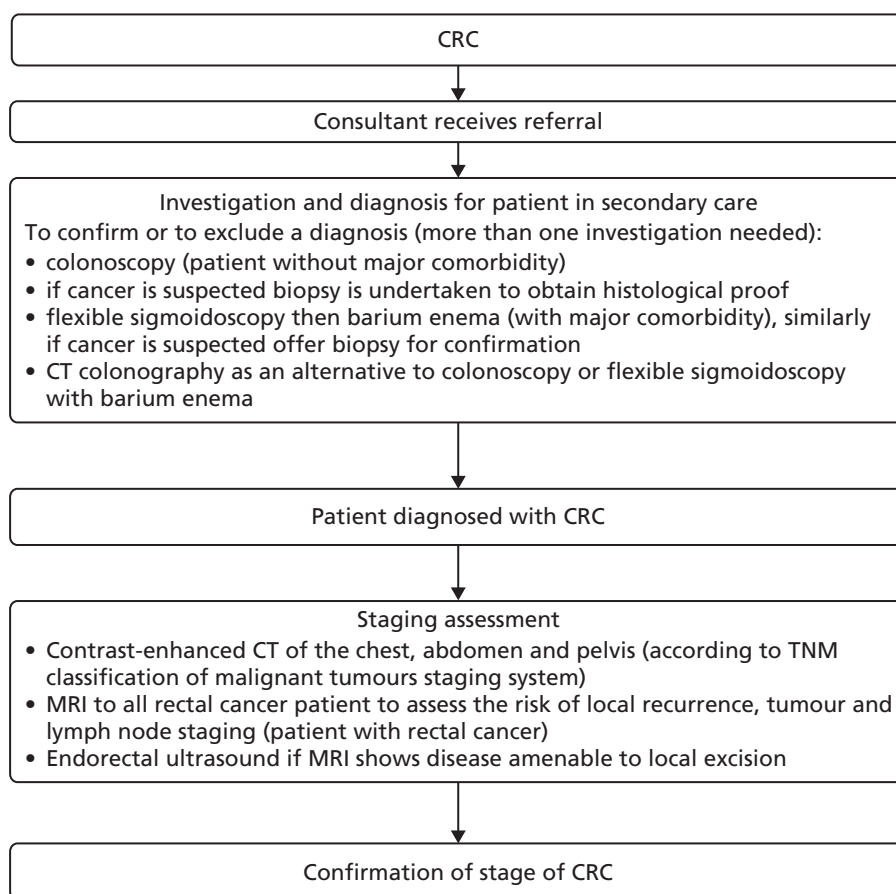 CRC
Consultant receives referral
Investigation and diagnosis for patient in secondary care
To confirm or to exclude a diagnosis (more than one investigation needed):
• colonoscopy (patient without major comorbidity)
• if cancer is suspected biopsy is undertaken to obtain histological proof
• flexible sigmoidoscopy then barium enema (with major comorbidity), similarly
if cancer is suspected offer biopsy for confirmation
• CT colonography as an alternative to colonoscopy or flexible sigmoidoscopy
with barium enema
Patient diagnosed with CRC
Staging assessment
• Contrast-enhanced CT of the chest, abdomen and pelvis (according to TNM
classification of malignant tumours staging system)
• MRI to all rectal cancer patient to assess the risk of local recurrence, tumour and
lymph node staging (patient with rectal cancer)
• Endorectal ultrasound if MRI shows disease amenable to local excision
Confirmation of stage of CRC